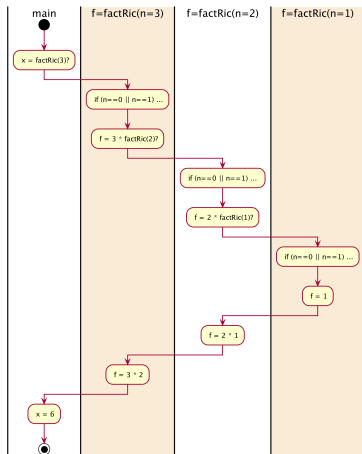 main f=factRic(n=3) f=factRic(n=2) f=factRic(n=1)
x = factRic(3)?
if (n==0 || n==1) ...
f = 3 * factRic(2)?
if (n==0 || n==1) ...
f = 2 * factRic(1)?
if (n==0 || n==1) ...
f = 1
f = 2 * 1
f = 3 * 2
x = 6